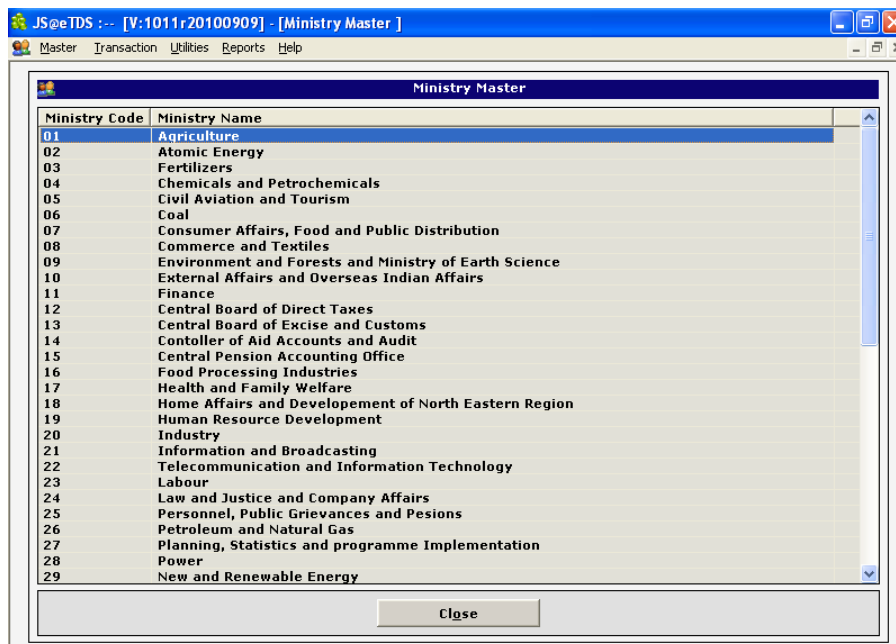 JS@eTDS :-- [V:1011r20100909] - [Ministry Master ]
Master Transaction Utilities Reports Help
Ministry Master
Ministry Code Ministry Name
01 Agriculture
02 Atomic Energy
03 Fertilizers
04 Chemicals and Petrochemicals
05 Civil Aviation and Tourism
06 Coal
07 Consumer Affairs, Food and Public Distribution
08 Commerce and Textiles
09 Environment and Forests and Ministry of Earth Science
10 External Affairs and Overseas Indian Affairs
11 Finance
12 Central Board of Direct Taxes
13 Central Board of Excise and Customs
14 Contoller of Aid Accounts and Audit
15 Central Pension Accounting Office
16 Food Processing Industries
17 Health and Family Welfare
18 Home Affairs and Developement of North Eastern Region
19 Human Resource Development
20 Industry
21 Information and Broadcasting
22 Telecommunication and Information Technology
23 Labour
24 Law and Justice and Company Affairs
25 Personnel, Public Grievances and Pesions
26 Petroleum and Natural Gas
27 Planning, Statistics and programme Implementation
28 Power
29 New and Renewable Energy
Close